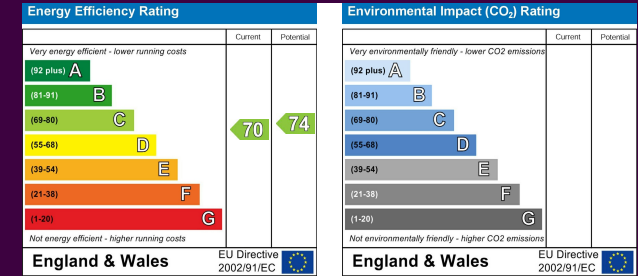 Energy Efficiency Rating
Current Potential
Very energy efficient - lower running costs
(92 plus) A
(81-91) B
(69-80) C
70 74
(55-68) D
(39-54) E
(21-38) F
(1-20) G
Not energy efficient - higher running costs
England & Wales
EU Directive
2002/91/EC
Environmental Impact (CO₂) Rating
Current Potential
Very environmentally friendly - lower CO2 emissions
(92 plus) A
(81-91) B
(69-80) C
(55-68) D
(39-54) E
(21-38) F
(1-20) G
Not environmentally friendly - higher CO2 emissions
England & Wales
EU Directive
2002/91/EC